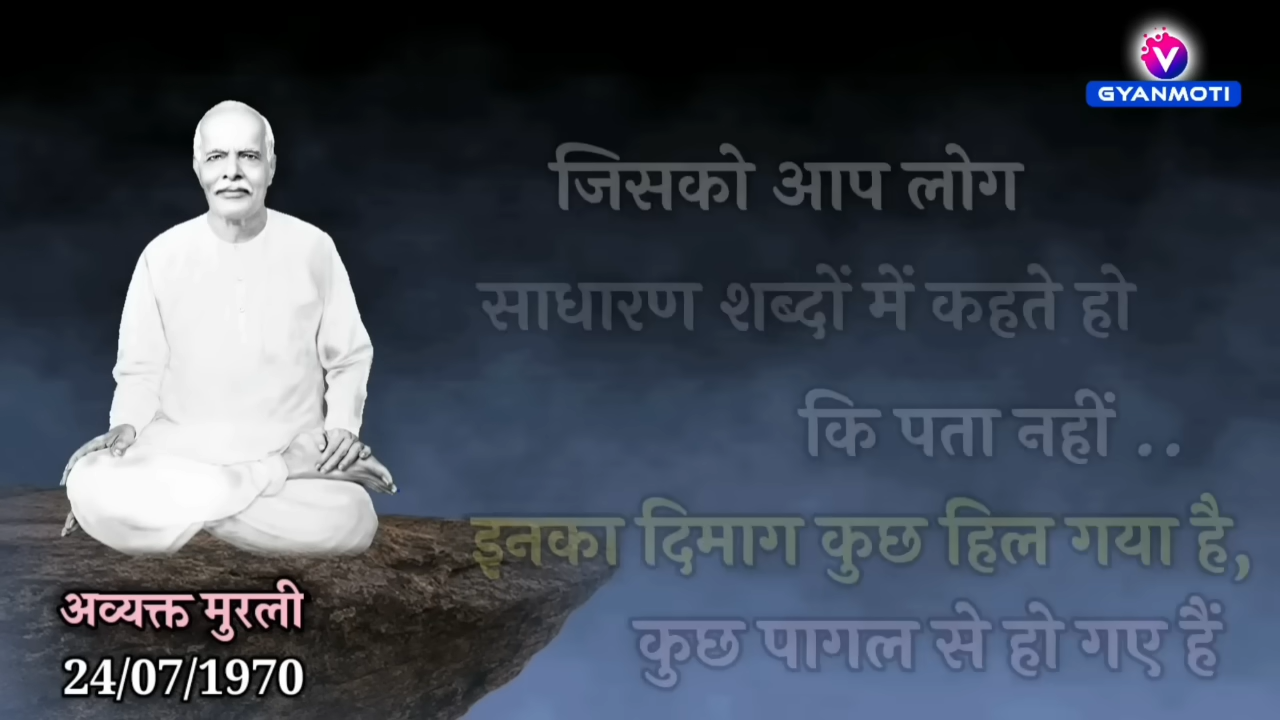 GYANMOTI
जिसको आप लोग
साधारण शब्दों में कहते हो
कि पता नहीं ..
इनका दिमाग कुछ हिल गया है,
कुछ पागल से हो गए हैं
अव्यक्त मुरली
24/07/1970